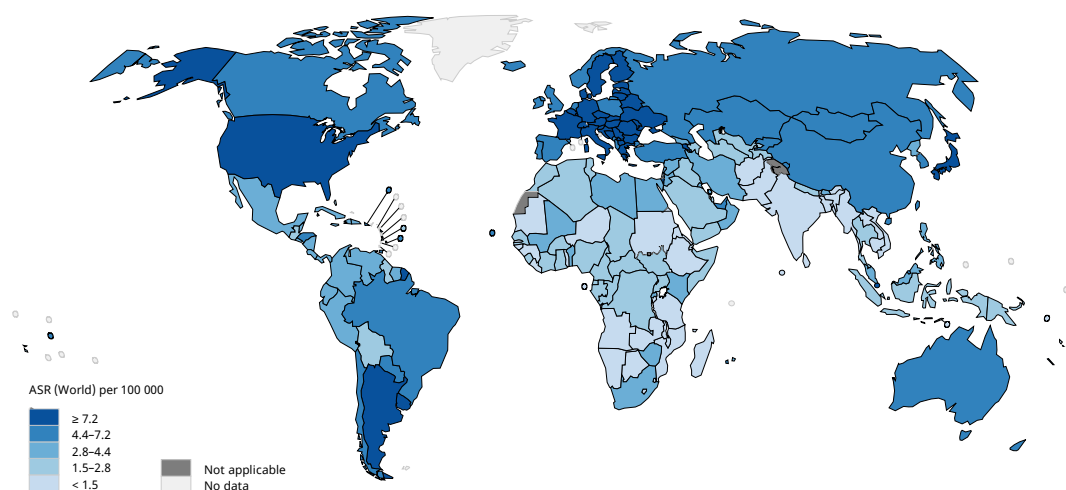 ASR (World) per 100 000
≥ 7.2
4.4–7.2
2.8–4.4
1.5–2.8
< 1.5
Not applicable
No data